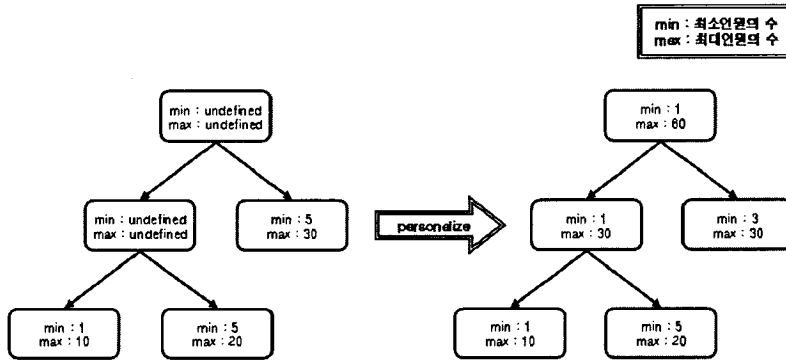 min : 최소인원의 수
max : 최대인원의 수
min : undefined
max : undefined
min : 1
max : 60
min : undefined
max : undefined
min : 5
max : 30
personalize
min : 1
max : 30
min : 3
max : 30
min : 1
max : 10
min : 5
max : 20
min : 1
max : 10
min : 5
max : 20